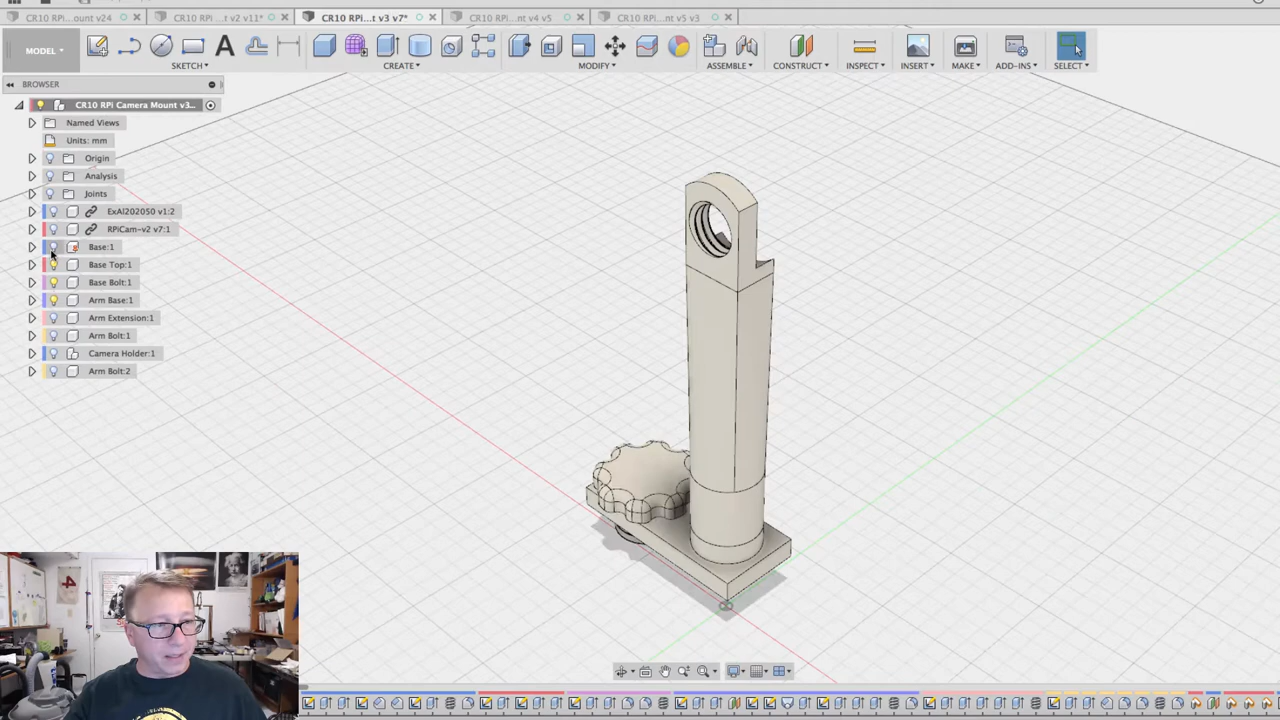 CR10 RPi...ount v24
CR10 RPi...t v2 v11*
CR10 RPi...t v3 v7*
CR10 RPi...nt v4 v5
CR10 RPi...nt v5 v3
MODEL
SKETCH
CREATE
MODIFY
ASSEMBLE
CONSTRUCT
INSPECT
INSERT
MAKE
ADD-INS
SELECT
BROWSER
CR10 RPi Camera Mount v3...
Named Views
Units: mm
Origin
Analysis
Joints
ExAl202050 v1:2
RPiCam-v2 v7:1
Base:1
Base Top:1
Base Bolt:1
Arm Base:1
Arm Extension:1
Arm Bolt:1
Camera Holder:1
Arm Bolt:2